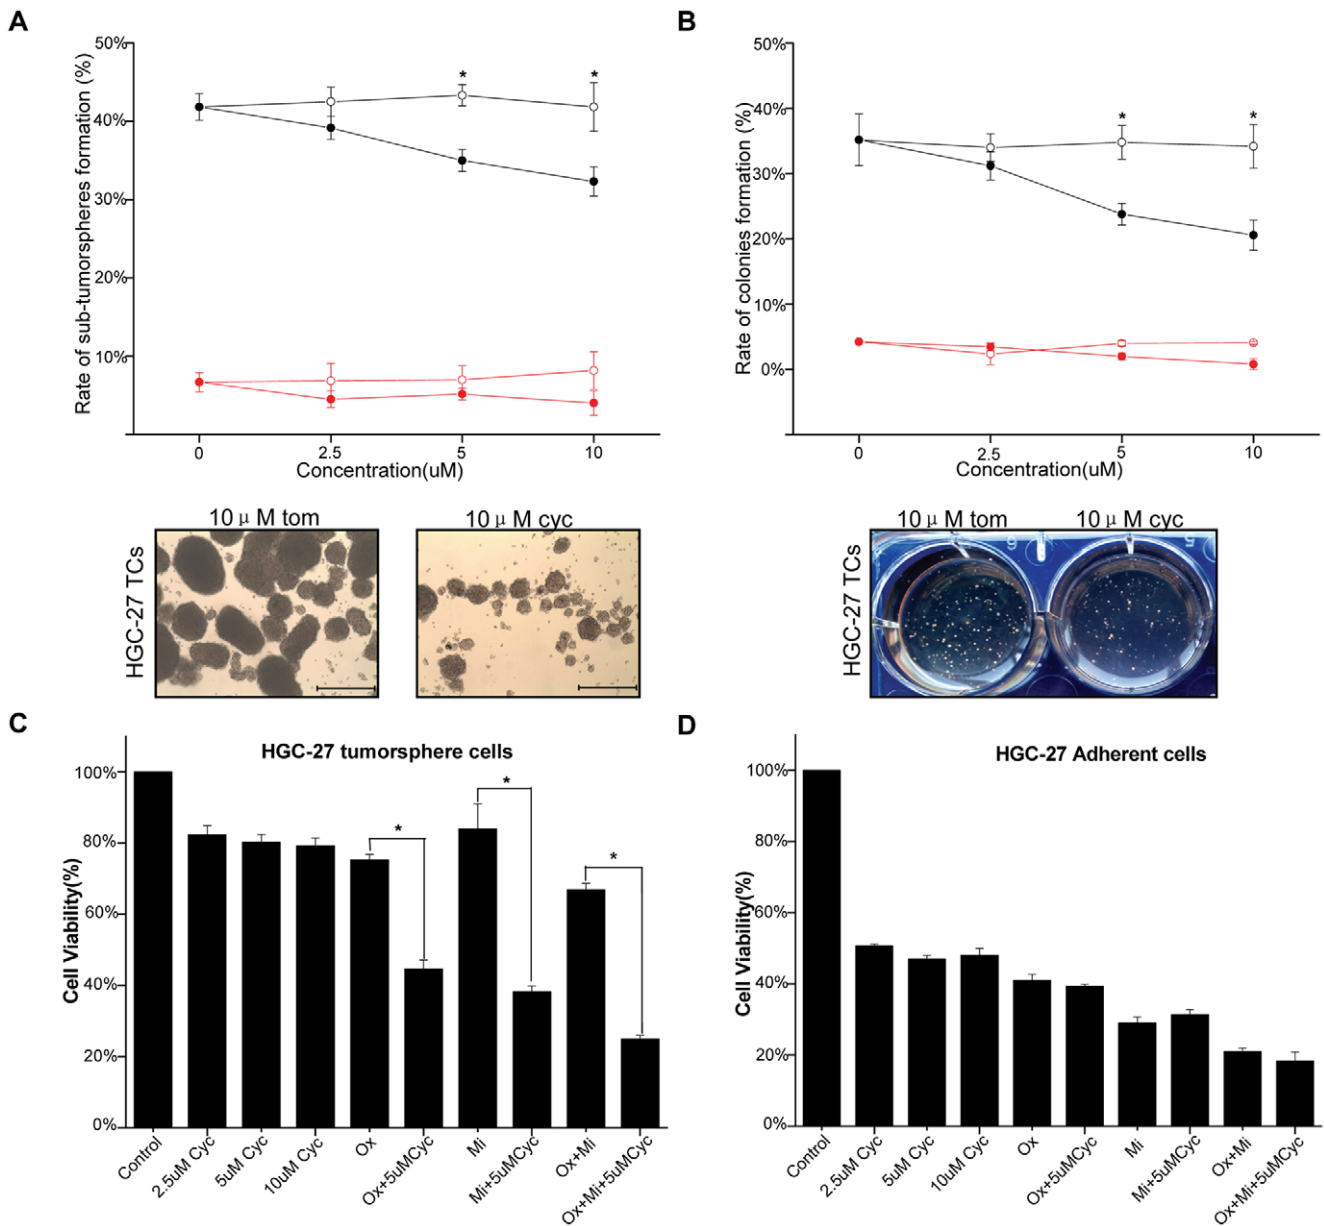 A
Rate of sub-tumorspheres formation (%)
50%
40%
30%
20%
10%
*
*
0
2.5
5
10
Concentration(uM)
10 μ M tom
10 μ M cyc
HGC-27 TCs
B
Rate of colonies formation (%)
50%
40%
30%
20%
10%
0%
*
*
0
2.5
5
10
Concentration(uM)
10 μ M tom
10 μ M cyc
HGC-27 TCs
C
HGC-27 tumorsphere cells
Cell Viability(%)
100%
80%
60%
40%
20%
0%
*
*
*
Control
2.5uM Cyc
5uM Cyc
10uM Cyc
Ox
Ox+5uMCyc
Mi
Mi+5uMCyc
Ox+Mi
Ox+Mi+5uMCyc
D
HGC-27 Adherent cells
Cell Viability(%)
100%
80%
60%
40%
20%
0%
Control
2.5uM Cyc
5uM Cyc
10uM Cyc
Ox
Ox+5uMCyc
Mi
Mi+5uMCyc
Ox+Mi
Ox+Mi+5uMCyc